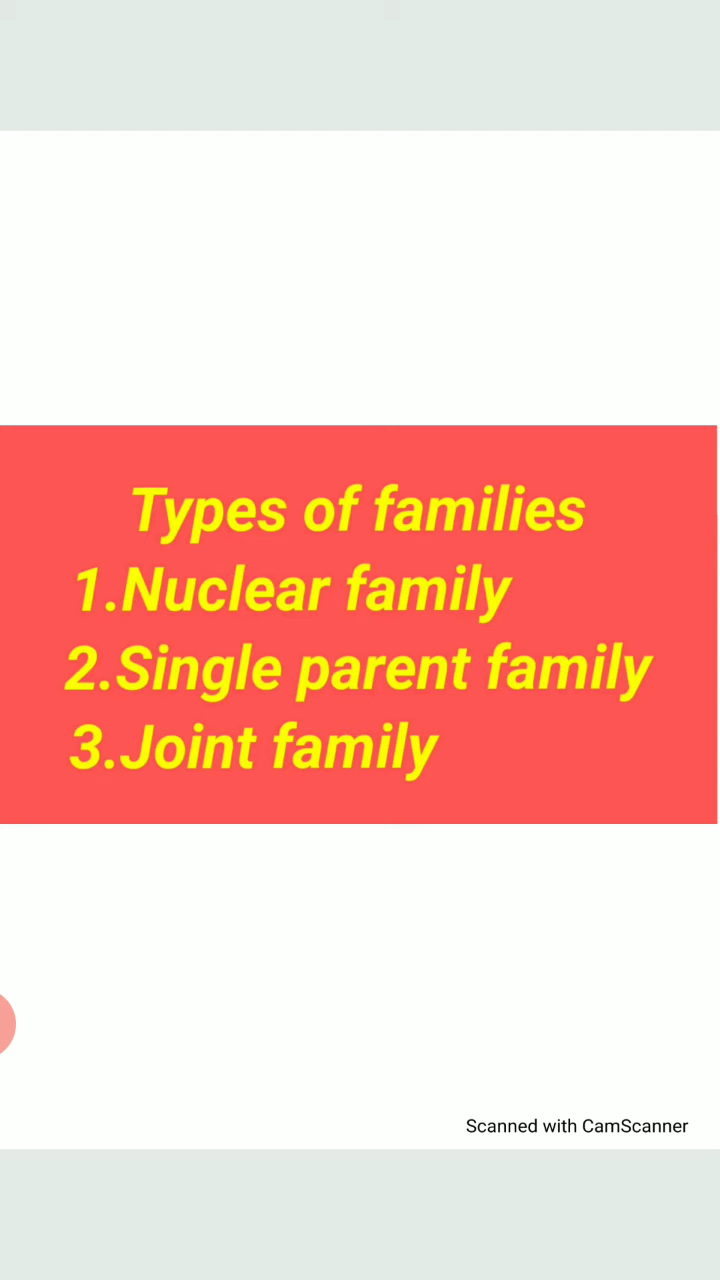 Types of families
1.Nuclear family
2.Single parent family
3.Joint family
Scanned with CamScanner